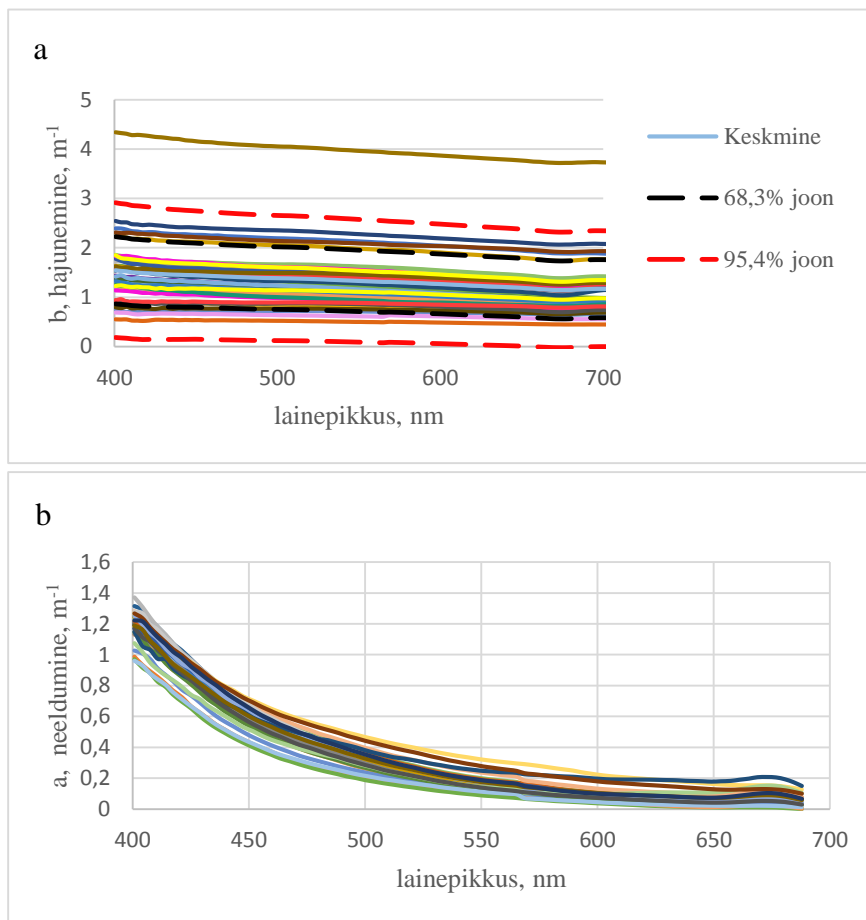 a
b, hajunemine, m-1
5
4
3
2
1
0
400 500 600 700
lainepikkus, nm
Keskmine
68,3% joon
95,4% joon
b
a, neeldumine, m-1
1,6
1,4
1,2
1
0,8
0,6
0,4
0,2
0
400 450 500 550 600 650 700
lainepikkus, nm